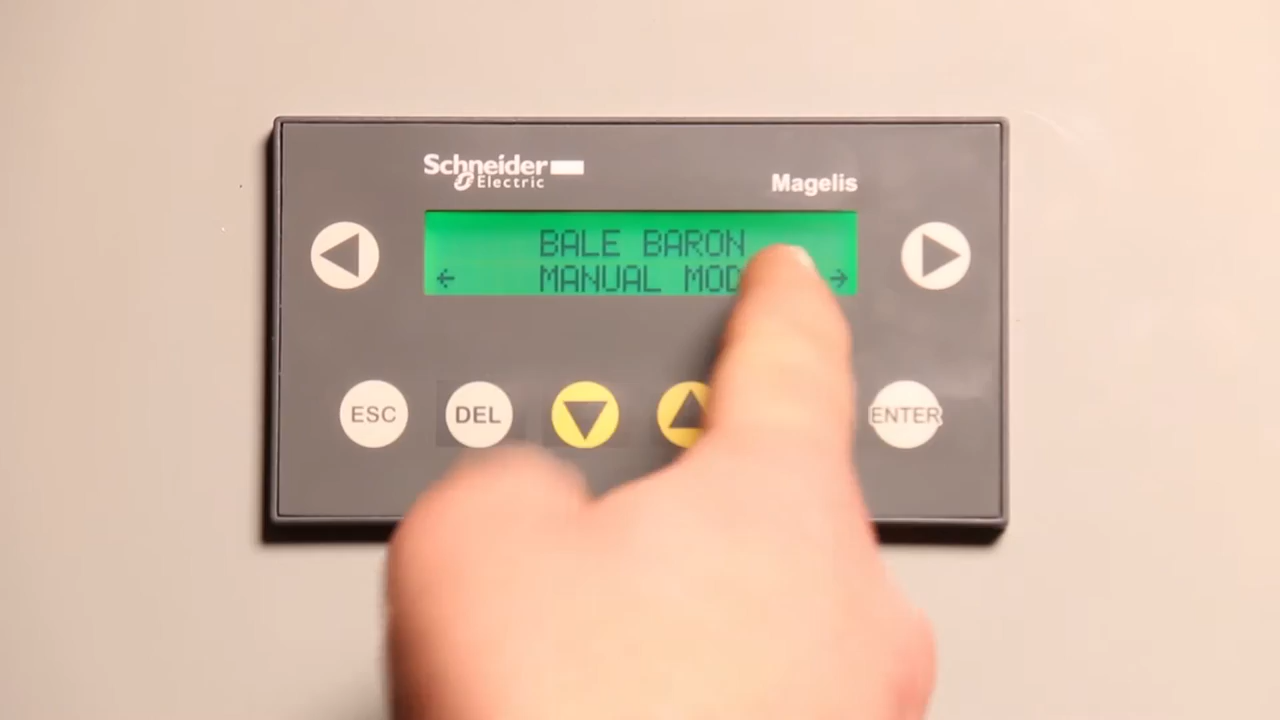 Schneider
Electric
Magelis
BALE BARON
← MANUAL MOD →
ESC
DEL
ENTER